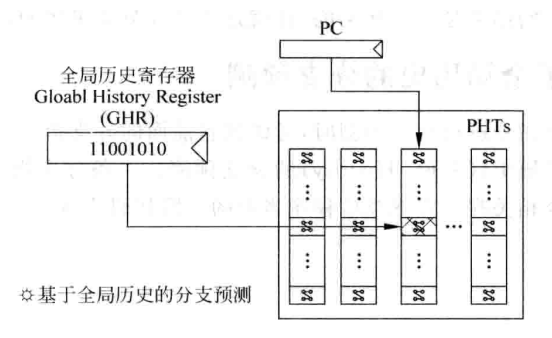 PC
全局历史寄存器
Gloabl History Register
(GHR)
11001010
PHTs
☼基于全局历史的分支预测